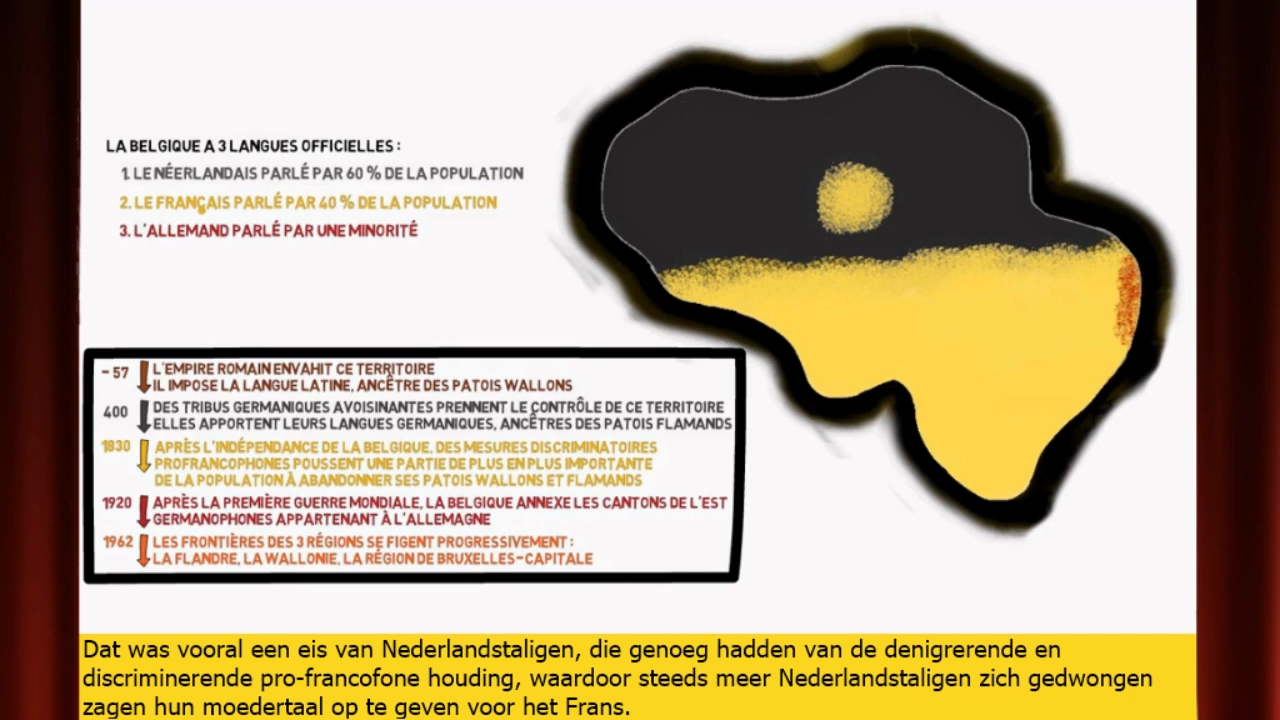 LA BELGIQUE A 3 LANGUES OFFICIELLES :
1. LE NÉERLANDAIS PARLÉ PAR 60 % DE LA POPULATION
2. LE FRANÇAIS PARLÉ PAR 40 % DE LA POPULATION
3. L'ALLEMAND PARLÉ PAR UNE MINORITÉ
- 57 L'EMPIRE ROMAIN ENVAHIT CE TERRITOIRE
IL IMPOSE LA LANGUE LATINE, ANCÊTRE DES PATOIS WALLONS
400 DES TRIBUS GERMANIQUES AVOISINANTES PRENNENT LE CONTRÔLE DE CE TERRITOIRE
ELLES APPORTENT LEURS LANGUES GERMANIQUES, ANCÊTRES DES PATOIS FLAMANDS
1830 APRÈS L'INDÉPENDANCE DE LA BELGIQUE, DES MESURES DISCRIMINATOIRES
PROFRANCOPHONES POUSSENT UNE PARTIE DE PLUS EN PLUS IMPORTANTE
DE LA POPULATION À ABANDONNER SES PATOIS WALLONS ET FLAMANDS
1920 APRÈS LA PREMIÈRE GUERRE MONDIALE, LA BELGIQUE ANNEXE LES CANTONS DE L'EST
GERMANOPHONES APPARTENANT À L'ALLEMAGNE
1962 LES FRONTIÈRES DES 3 RÉGIONS SE FIGENT PROGRESSIVEMENT :
LA FLANDRE, LA WALLONIE, LA RÉGION DE BRUXELLES-CAPITALE
Dat was vooral een eis van Nederlandstaligen, die genoeg hadden van de denigrerende en
discriminerende pro-francofone houding, waardoor steeds meer Nederlandstaligen zich gedwongen
zagen hun moedertaal op te geven voor het Frans.